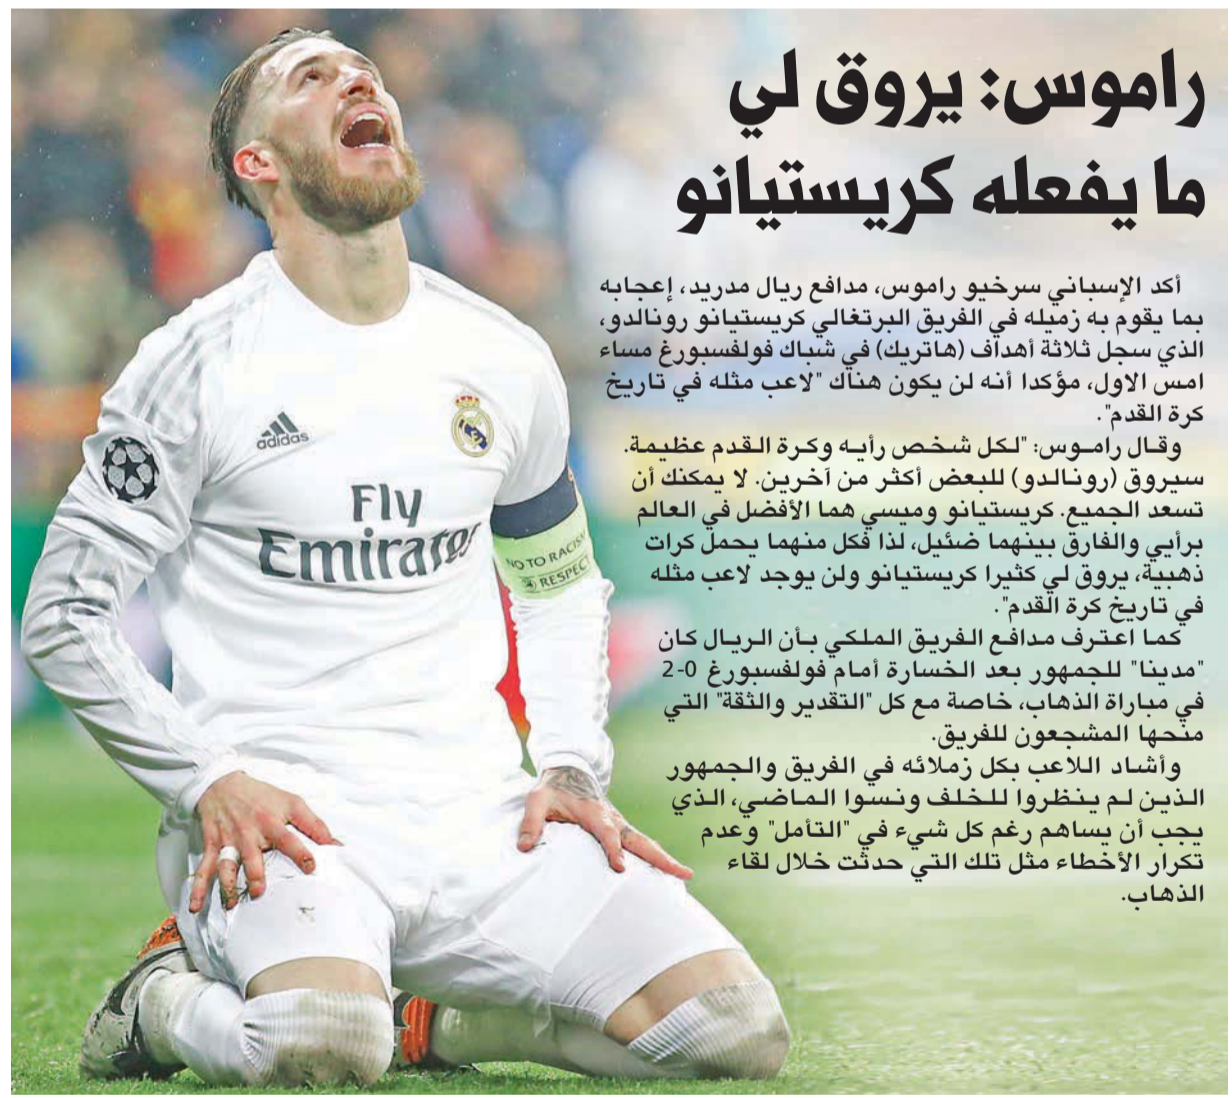 راموس: يروق لي
ما يفعله كريستيانو
أكد الإسباني سرخيو راموس، مدافع ريال مدريد، إعجابه
بما يقوم به زميله في الفريق البرتغالي كريستيانو رونالدو،
الذي سجل ثلاثة أهداف (هاتريك) في شباك فولفسبورغ مساء
امس الاول، مؤكدا أنه لن يكون هناك "لاعب مثله في تاريخ
كرة القدم".
وقال راموس: "لكل شخص رأيه وكرة القدم عظيمة.
سيروق (رونالدو) للبعض أكثر من آخرين. لا يمكنك أن
تسعد الجميع. كريستيانو وميسي هما الأفضل في العالم
برأيي والفارق بينهما ضئيل، لذا فكل منهما يحمل كرات
ذهبية، يروق لي كثيرا كريستيانو ولن يوجد لاعب مثله
في تاريخ كرة القدم".
كما اعترف مدافع الفريق الملكي بأن الريال كان
"مدينا" للجمهور بعد الخسارة أمام فولفسبورغ 0-2
في مباراة الذهاب، خاصة مع كل "التقدير والثقة" التي
منحها المشجعون للفريق.
وأشاد اللاعب بكل زملائه في الفريق والجمهور
الذين لم ينظروا للخلف ونسوا الماضي، الذي
يجب أن يساهم رغم كل شيء في "التأمل" وعدم
تكرار الأخطاء مثل تلك التي حدثت خلال لقاء
الذهاب.
adidas
Fly
Emirates
NO TO RACISM
RESPECT